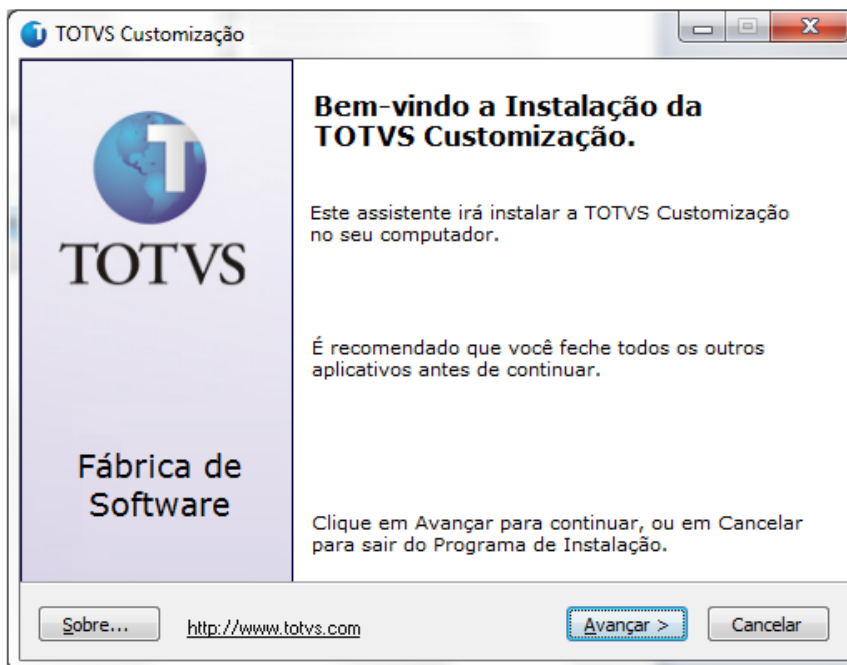 TOTVS Customização
Bem-vindo a Instalação da
TOTVS Customização.
Este assistente irá instalar a TOTVS Customização
no seu computador.
É recomendado que você feche todos os outros
aplicativos antes de continuar.
Clique em Avançar para continuar, ou em Cancelar
para sair do Programa de Instalação.
T
TOTVS
Fábrica de
Software
Sobre...
http://www.totvs.com
Avançar >
Cancelar